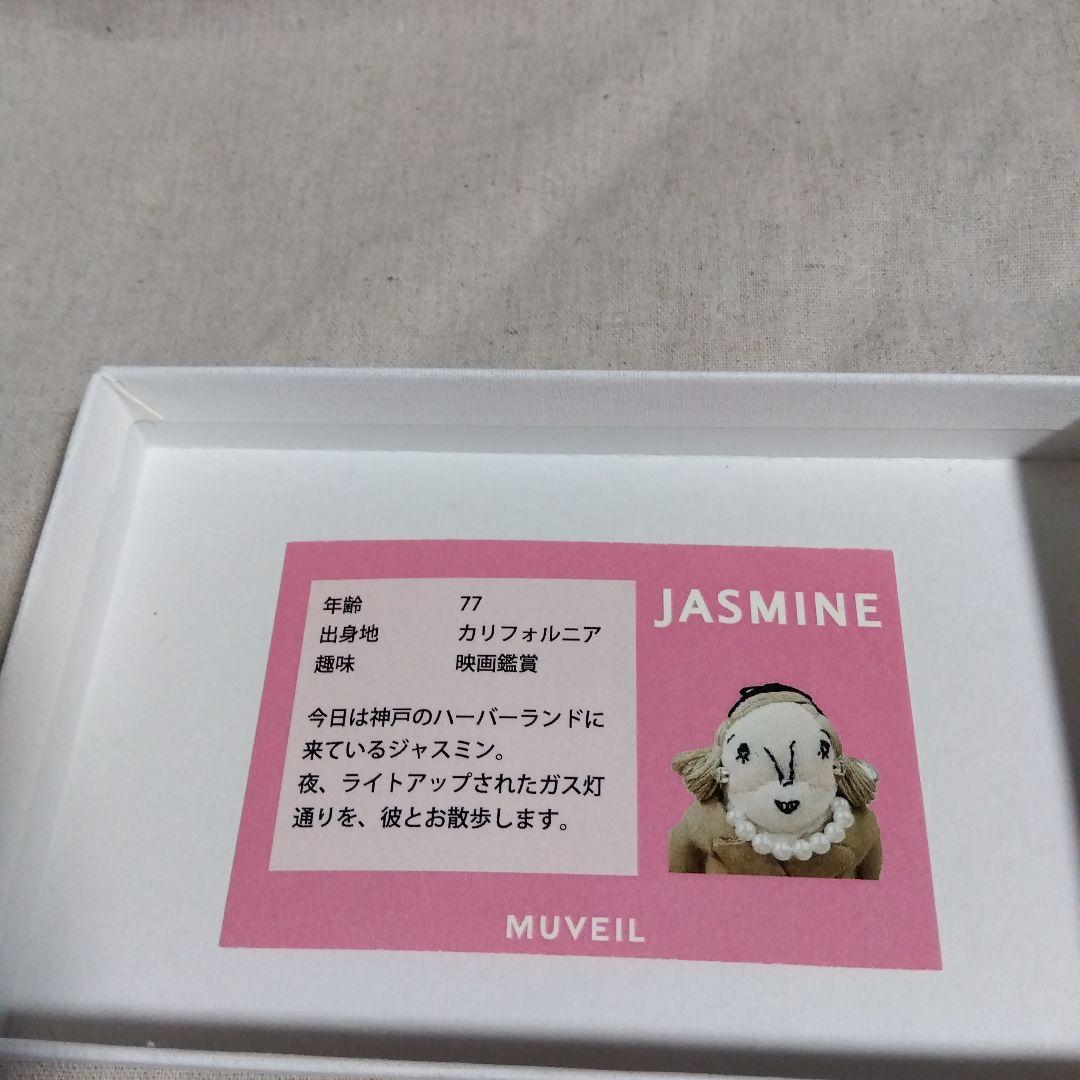 JASMINE
年齢 77
出身地 カリフォルニア
趣味 映画鑑賞
今日は神戸のハーバーランドに
来ているジャスミン。
夜、ライトアップされたガス灯
通りを、彼とお散歩します。
MUVEIL